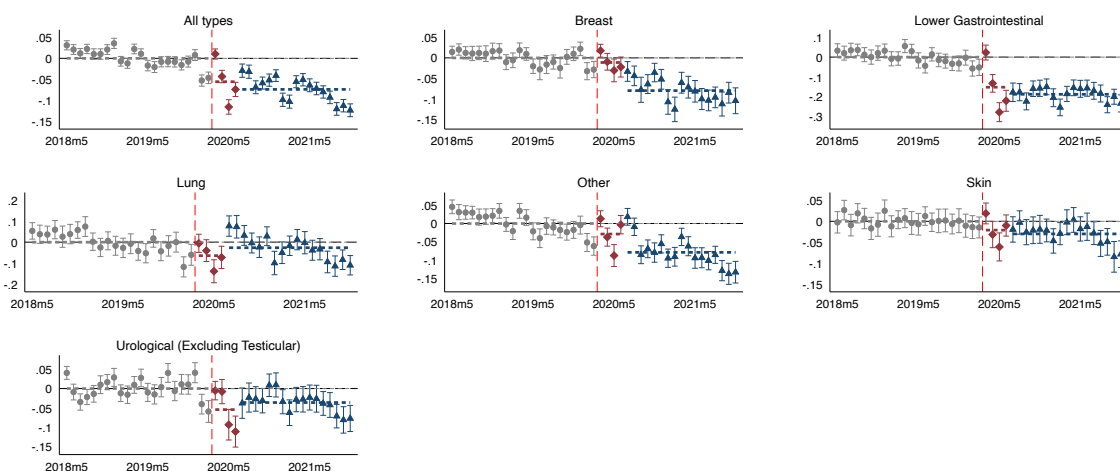 All types
.05
0
-.05
-.1
-.15
2018m5 2019m5 2020m5 2021m5
Breast
.05
0
-.05
-.1
-.15
2018m5 2019m5 2020m5 2021m5
Lower Gastrointestinal
.1
0
-.1
-.2
-.3
2018m5 2019m5 2020m5 2021m5
Lung
.2
.1
0
-.1
-.2
2018m5 2019m5 2020m5 2021m5
Other
.05
0
-.05
-.1
-.15
2018m5 2019m5 2020m5 2021m5
Skin
.05
0
-.05
-.1
-.15
2018m5 2019m5 2020m5 2021m5
Urological (Excluding Testicular)
.05
0
-.05
-.1
-.15
2018m5 2019m5 2020m5 2021m5